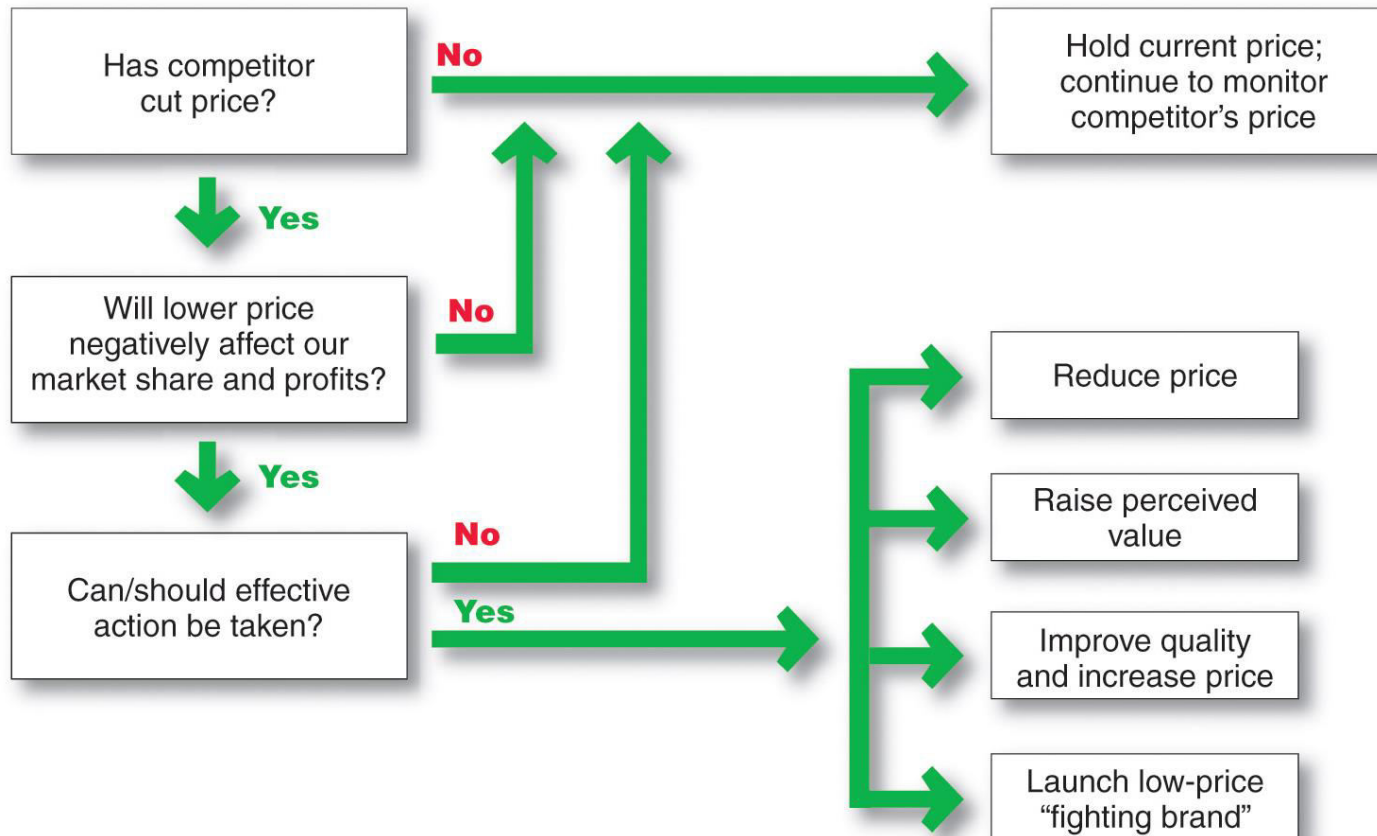 Has competitor
cut price?
No
Hold current price;
continue to monitor
competitor’s price
Yes
Will lower price
negatively affect our
market share and profits?
No
Reduce price
Yes
Raise perceived
value
Can/should effective
action be taken?
No
Yes
Improve quality
and increase price
Launch low-price
“fighting brand”